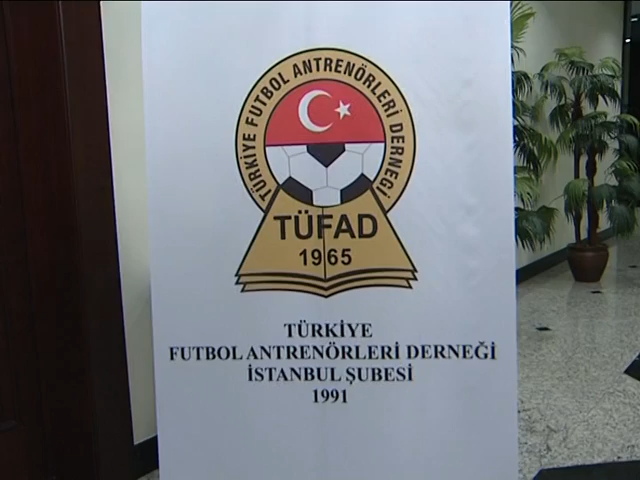 TÜRKİYE FUTBOL ANTRENÖRLERİ DERNEĞİ
TÜFAD
1965
TÜRKİYE
FUTBOL ANTRENÖRLERİ DERNEĞİ
İSTANBUL ŞUBESİ
1991